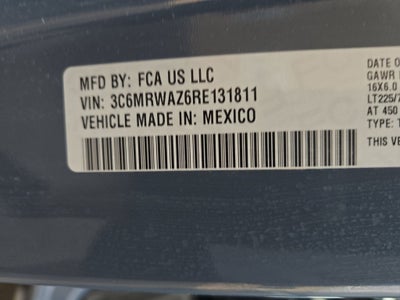 MFD BY: FCA US LLC
VIN: 3C6MRWAZ6RE131811
VEHICLE MADE IN: MEXICO
DATE O
GAWR
16X6.0
LT225/7
AT 450
TYPE: T
THIS VE